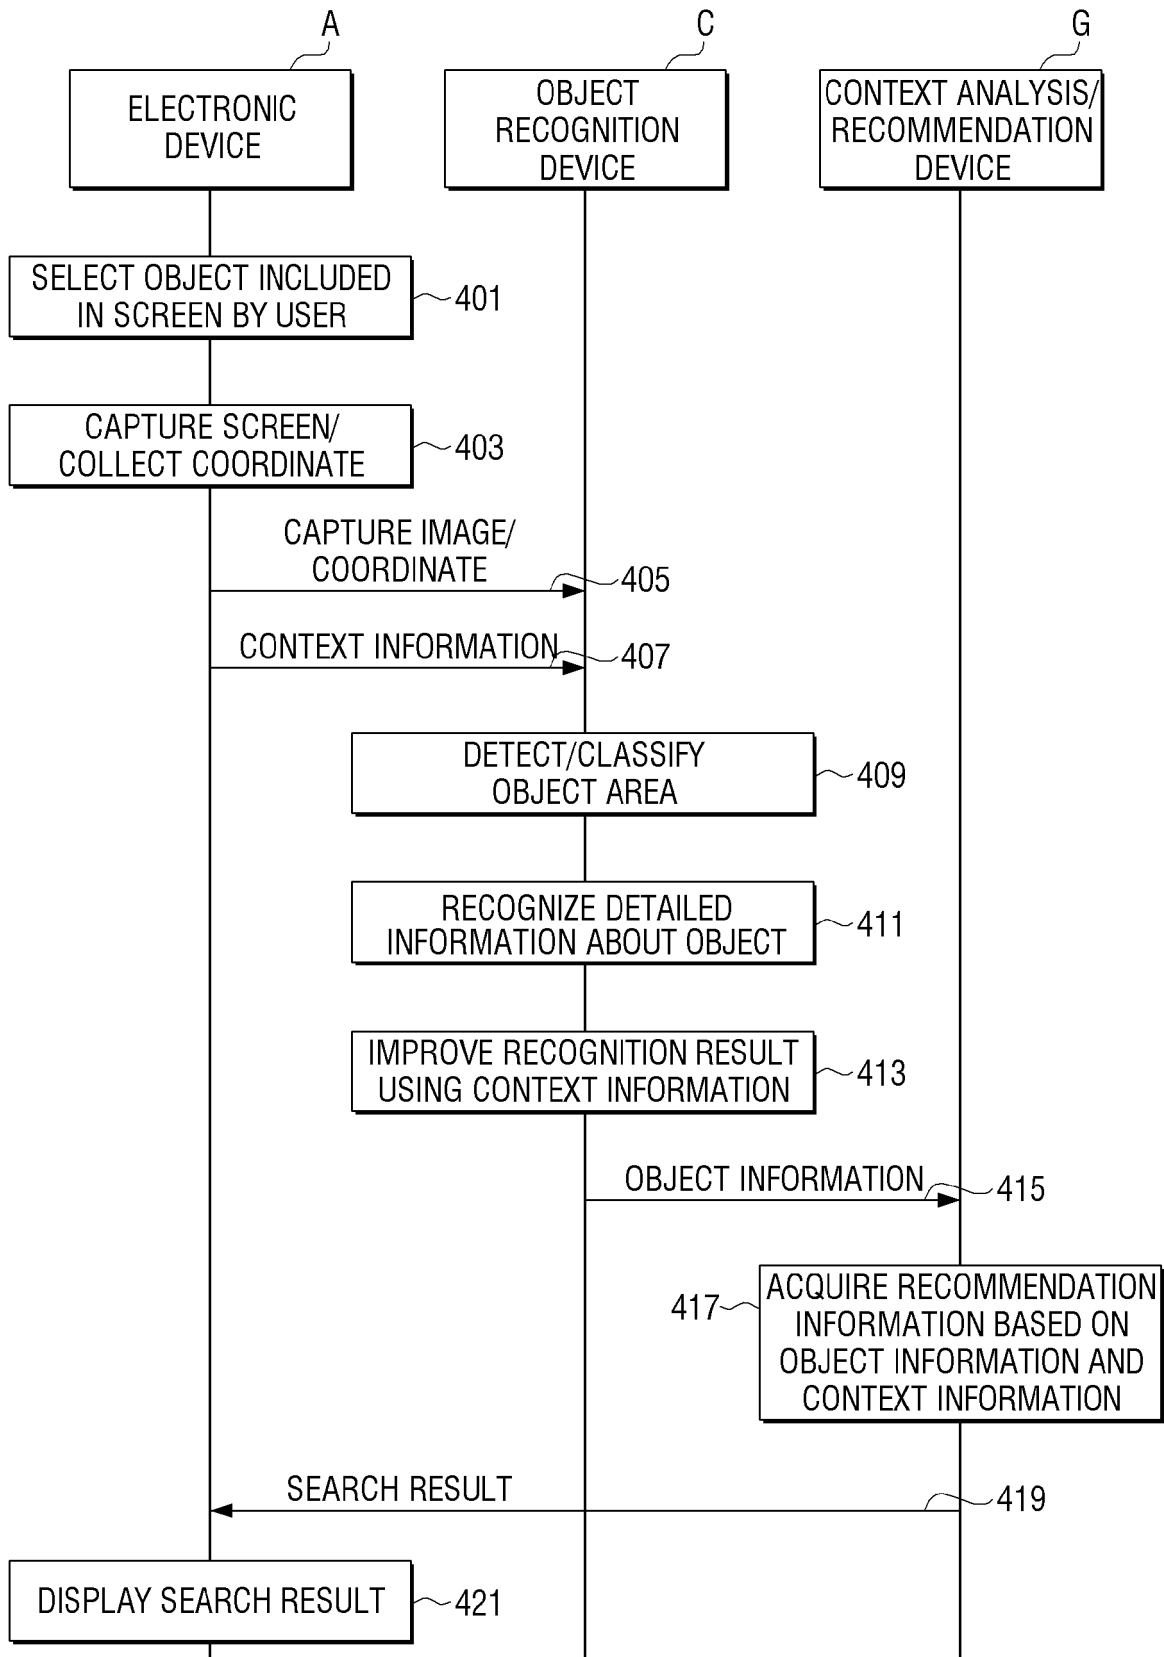 A
C
G
ELECTRONIC
DEVICE
OBJECT
RECOGNITION
DEVICE
CONTEXT ANALYSIS/
RECOMMENDATION
DEVICE
SELECT OBJECT INCLUDED
IN SCREEN BY USER
401
CAPTURE SCREEN/
COLLECT COORDINATE
403
CAPTURE IMAGE/
COORDINATE
405
CONTEXT INFORMATION
407
DETECT/CLASSIFY
OBJECT AREA
409
RECOGNIZE DETAILED
INFORMATION ABOUT OBJECT
411
IMPROVE RECOGNITION RESULT
USING CONTEXT INFORMATION
413
OBJECT INFORMATION
415
417
ACQUIRE RECOMMENDATION
INFORMATION BASED ON
OBJECT INFORMATION AND
CONTEXT INFORMATION
SEARCH RESULT
419
DISPLAY SEARCH RESULT
421